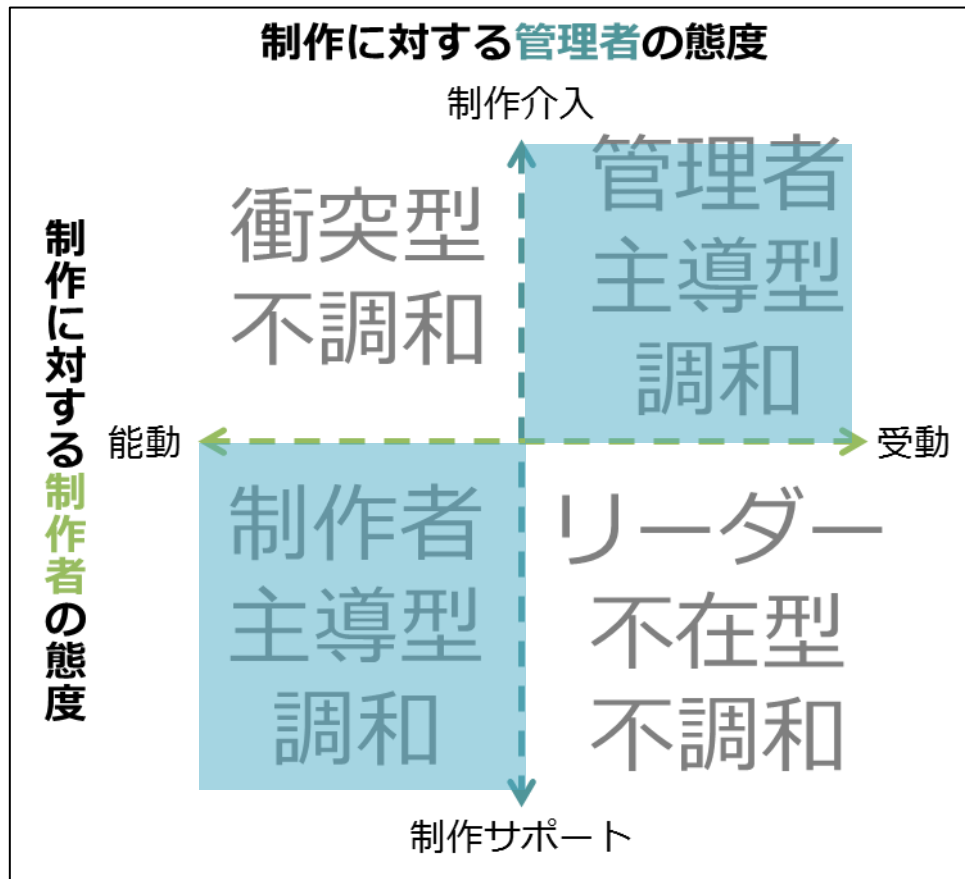 制作に対する管理者の態度
制作介入
衝突型
不調和
管理者
主導型
調和
制作に対する制作者の態度
能動
受動
制作者
主導型
調和
リーダー
不在型
不調和
制作サポート